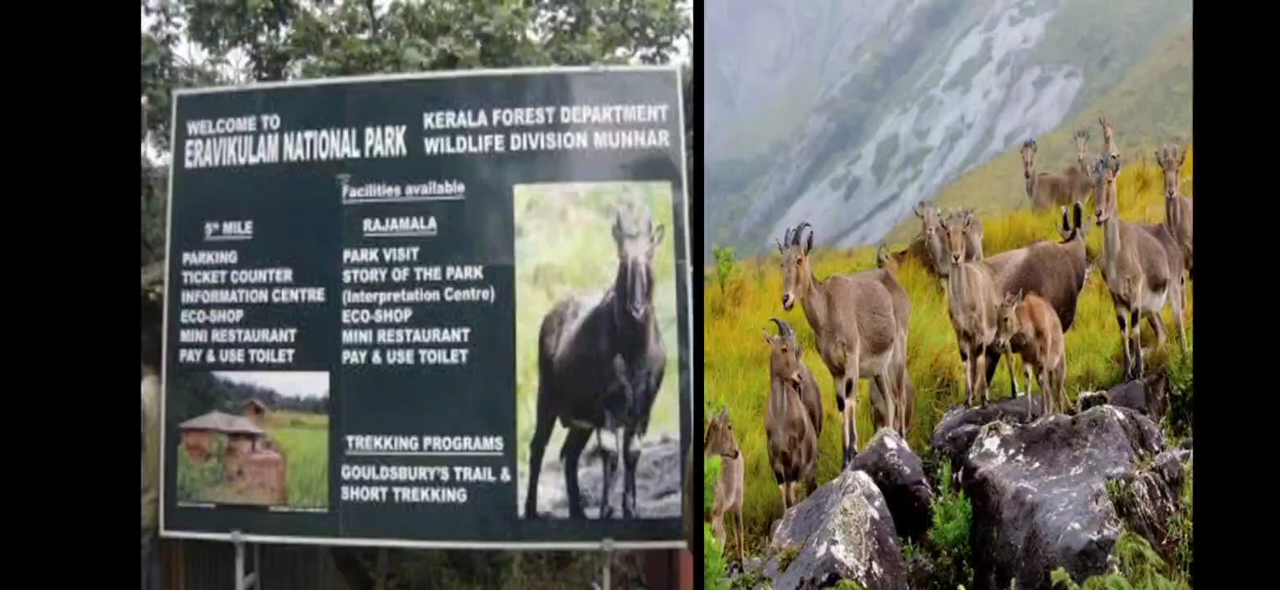 WELCOME TO
ERAVIKULAM NATIONAL PARK
KERALA FOREST DEPARTMENT
WILDLIFE DIVISION MUNNAR
Facilities available
5th MILE
PARKING
TICKET COUNTER
INFORMATION CENTRE
ECO-SHOP
MINI RESTAURANT
PAY & USE TOILET
RAJAMALA
PARK VISIT
STORY OF THE PARK
(Interpretation Centre)
ECO-SHOP
MINI RESTAURANT
PAY & USE TOILET
TREKKING PROGRAMS
GOULDSBURY'S TRAIL &
SHORT TREKKING